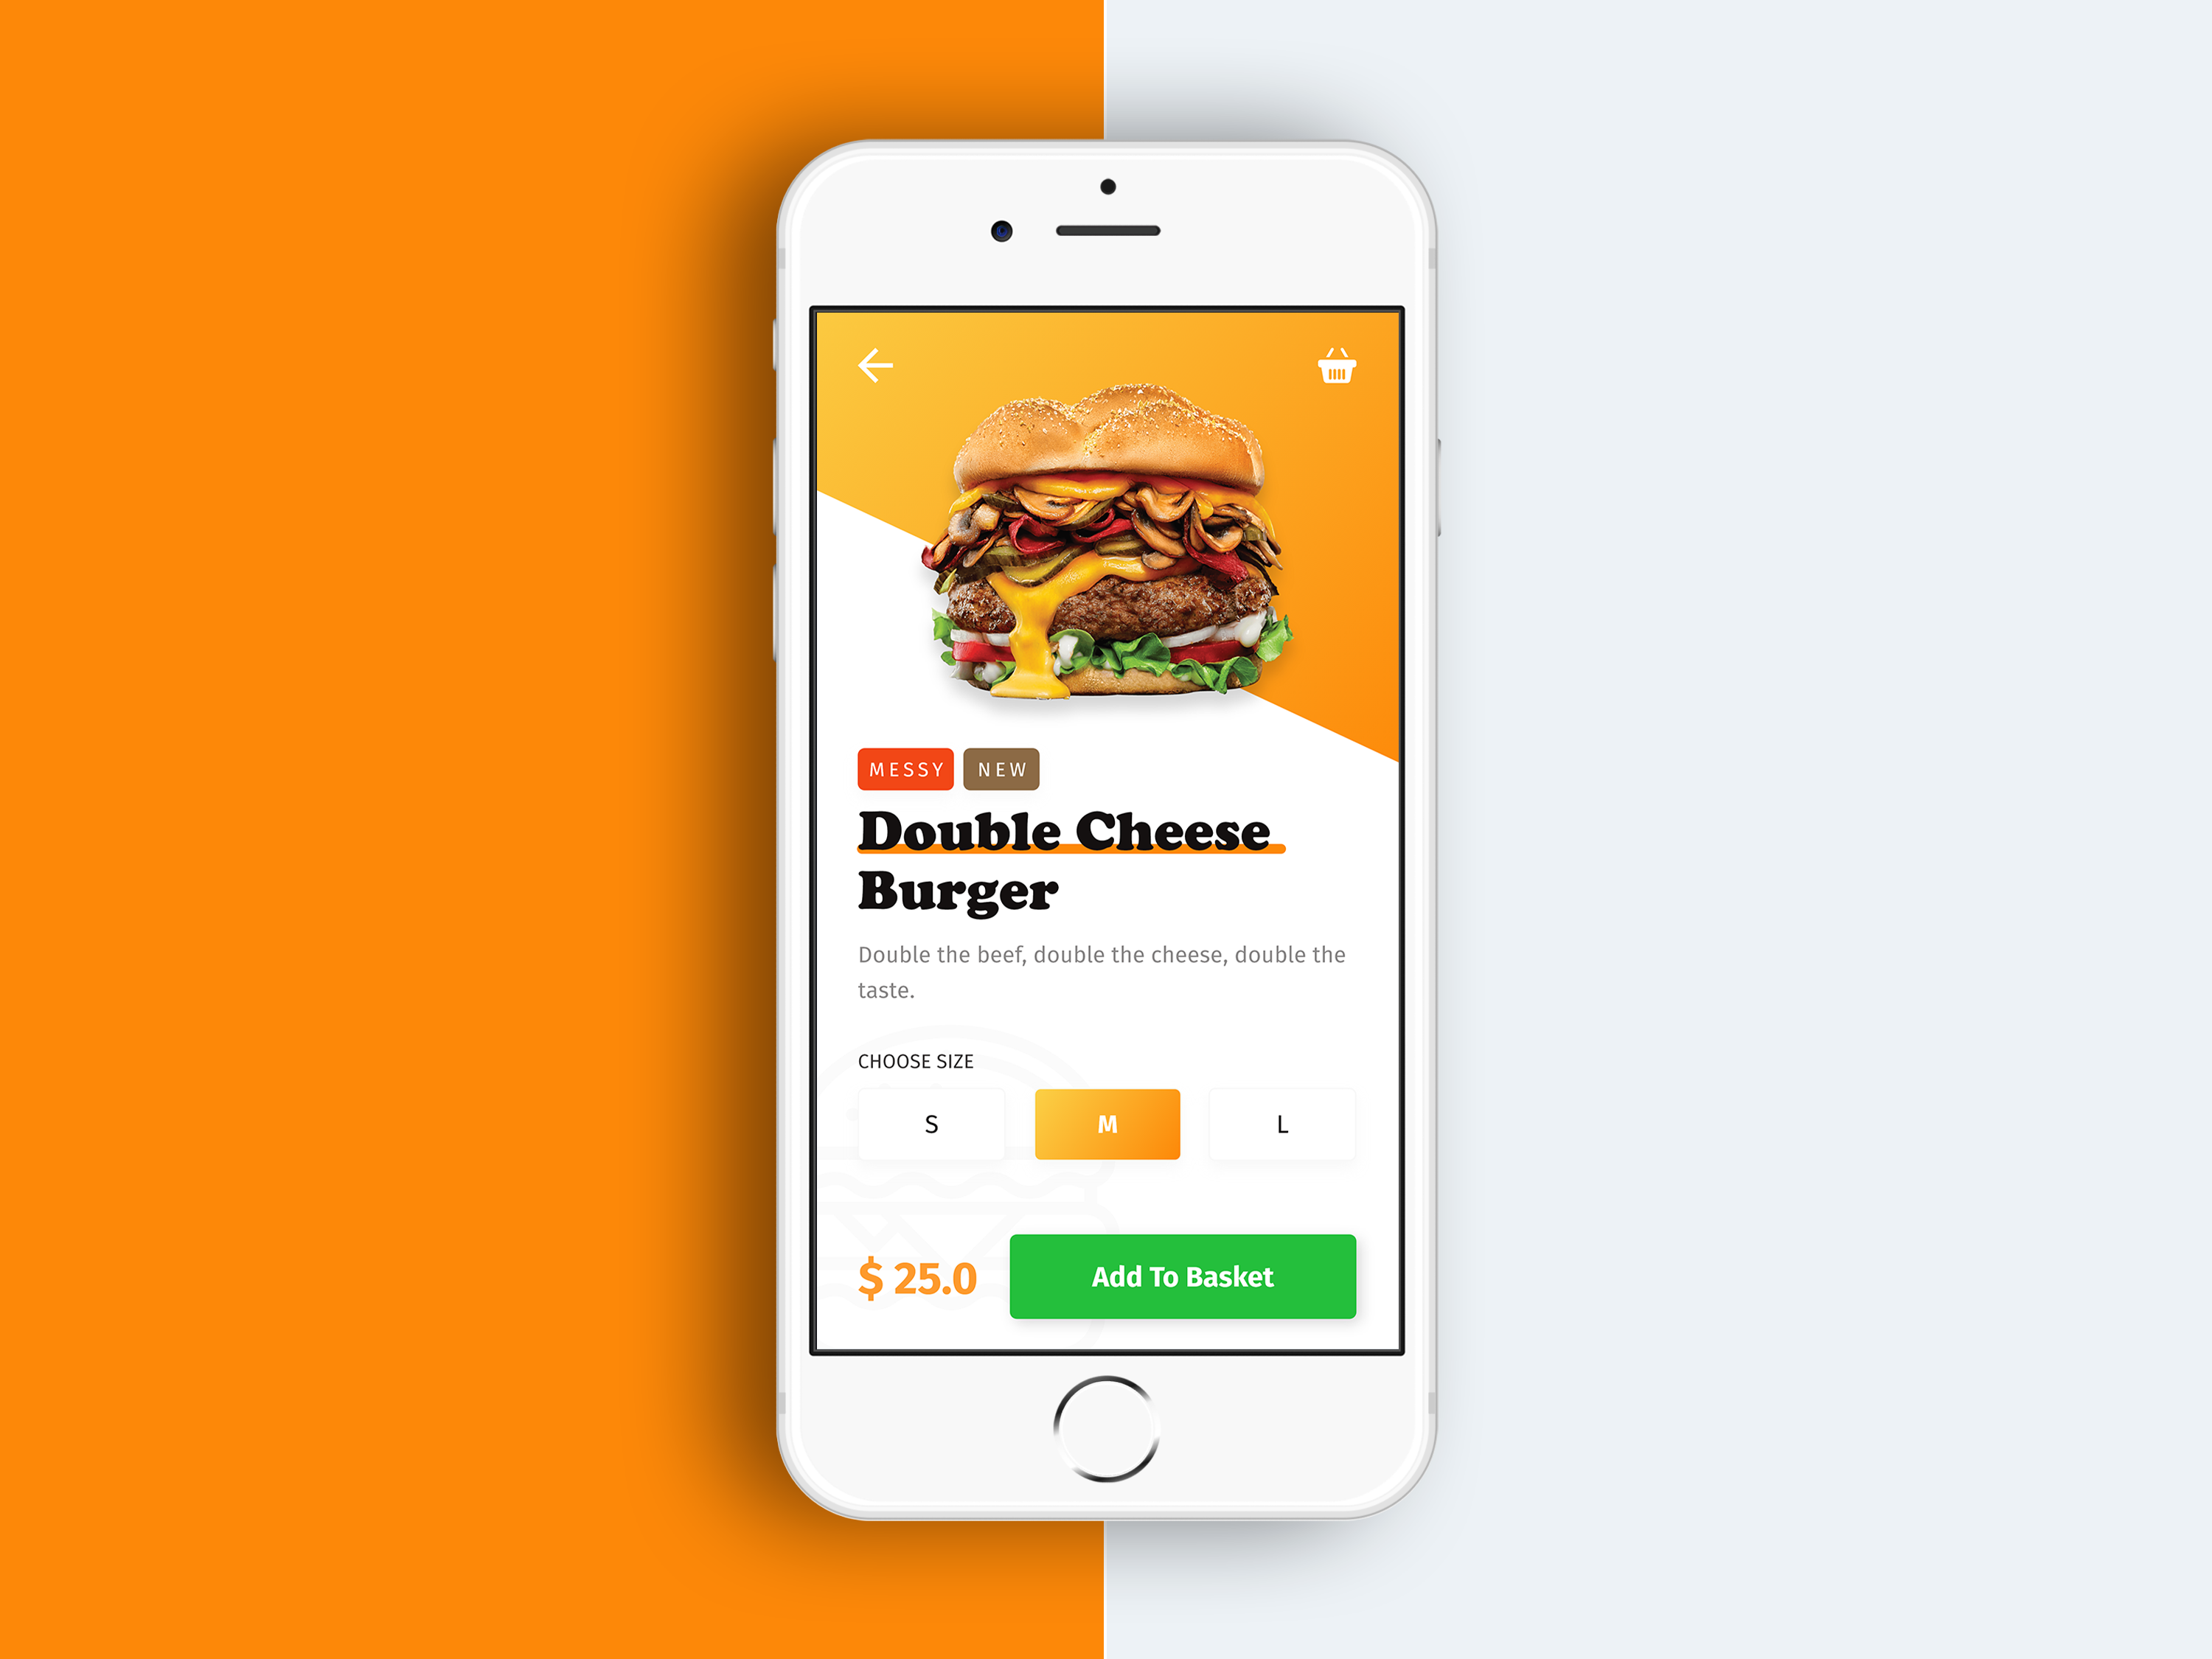 MESSY NEW
Double Cheese
Burger
Double the beef, double the cheese, double the
taste.
CHOOSE SIZE
S M L
$ 25.0 Add To Basket